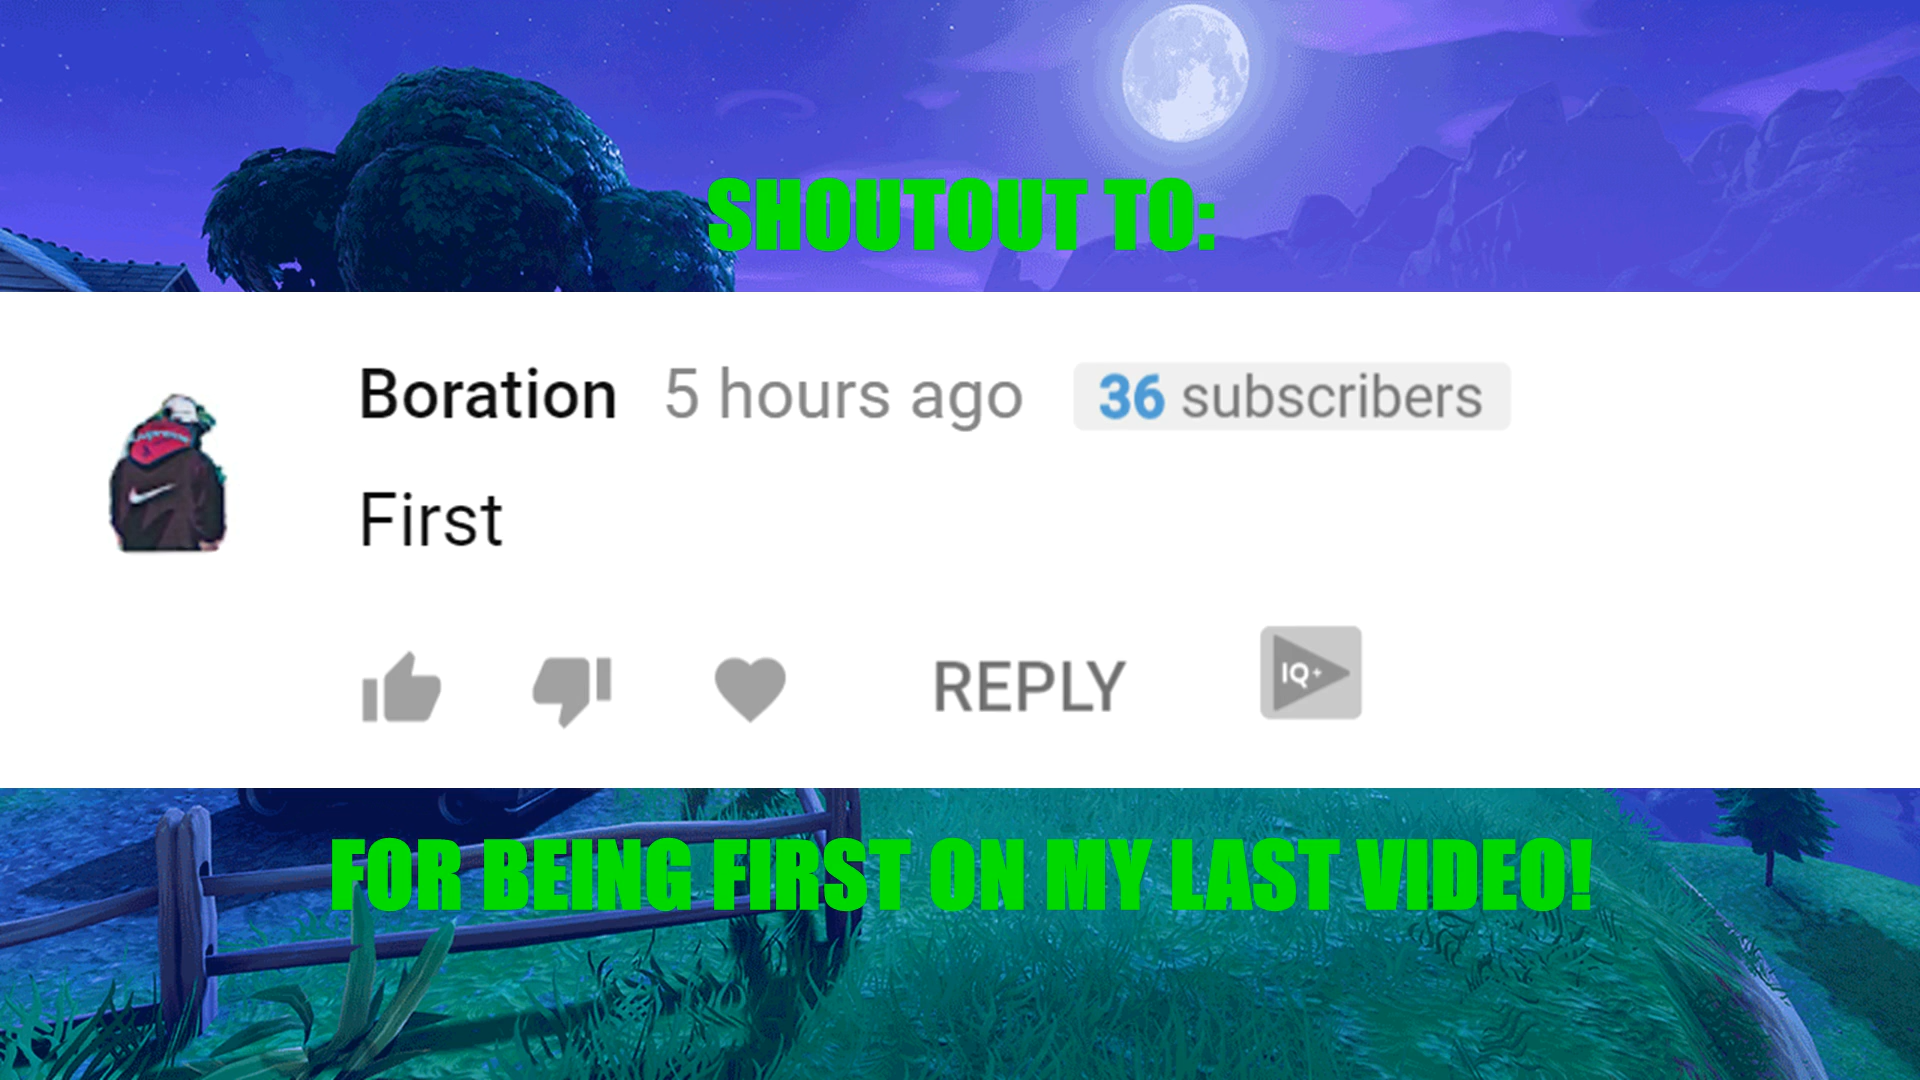 SHOUTOUT TO:
Boration 5 hours ago 36 subscribers
First
REPLY IQ+
FOR BEING FIRST ON MY LAST VIDEO!